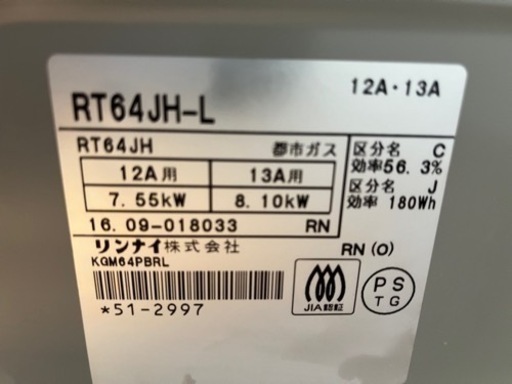 12A・13A
RT64JH-L
RT64JH 都市ガス
12A用 13A用
7.55kW 8.10kW
区分名 C
効率56.3%
区分名 J
効率 180Wh
16.09-018033 RN
リンナイ株式会社
RN (O)
KGM64PBRL
*51-2997
JIA認証
PS
TG